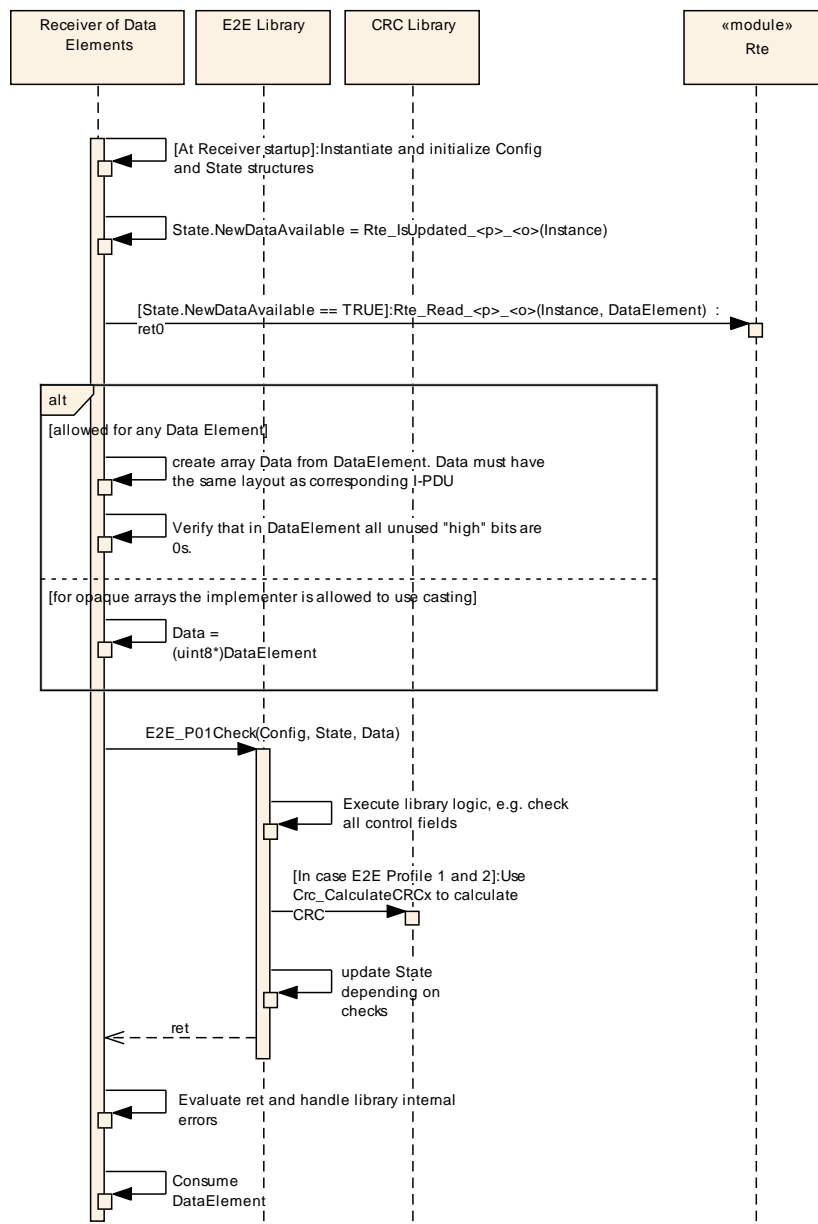 Receiver of Data
Elements
E2E Library
CRC Library
«module»
Rte
[At Receiver startup]:Instantiate and initialize Config
and State structures
State.NewDataAvailable = Rte_IsUpdated_<p>_<o>(Instance)
[State.NewDataAvailable == TRUE]:Rte_Read_<p>_<o>(Instance, DataElement) :
ret0
alt
[allowed for any Data Element]
create array Data from DataElement. Data must have
the same layout as corresponding I-PDU
Verify that in DataElement all unused "high" bits are
0s.
[for opaque arrays the implementer is allowed to use casting]
Data =
(uint8*)DataElement
E2E_P01Check(Config, State, Data)
Execute library logic, e.g. check
all control fields
[In case E2E Profile 1 and 2]:Use
Crc_CalculateCRCx to calculate
CRC
update State
depending on
checks
ret
Evaluate ret and handle library internal
errors
Consume
DataElement